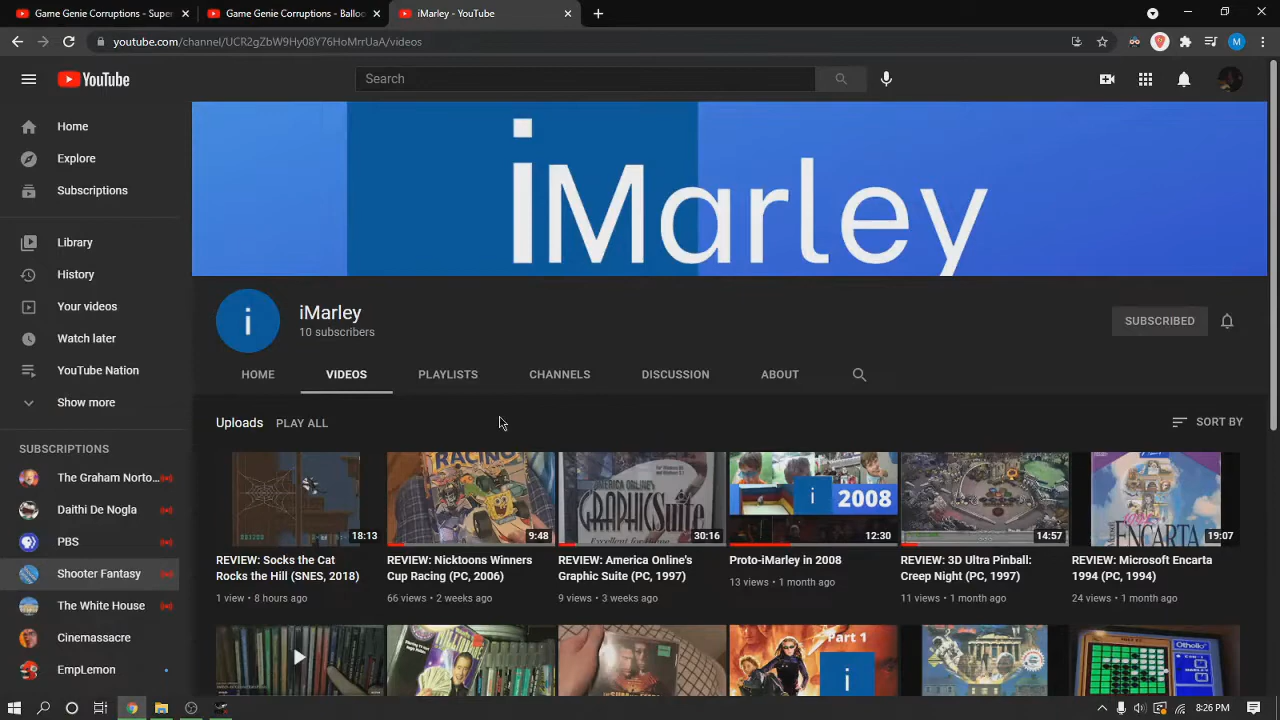 Game Genie Corruptions - Super
Game Genie Corruptions - Balloo
iMarley - YouTube
youtube.com/channel/UCR2gZbW9Hy08Y76HoMrrUaA/videos
M
YouTube
Search
iMarley
Home
Explore
Subscriptions
Library
History
Your videos
Watch later
YouTube Nation
Show more
SUBSCRIPTIONS
The Graham Norto...
Daithi De Nogla
PBS
Shooter Fantasy
The White House
Cinemassacre
EmpLemon
i
iMarley
10 subscribers
SUBSCRIBED
HOME
VIDEOS
PLAYLISTS
CHANNELS
DISCUSSION
ABOUT
Uploads
PLAY ALL
SORT BY
18:13
REVIEW: Socks the Cat
Rocks the Hill (SNES, 2018)
1 view • 8 hours ago
RACING
9:48
REVIEW: Nicktoons Winners
Cup Racing (PC, 2006)
66 views • 2 weeks ago
AMERICA ONLINE'S
GRAPHICSuite
30:16
REVIEW: America Online's
Graphic Suite (PC, 1997)
9 views • 3 weeks ago
i
2008
12:30
Proto-iMarley in 2008
13 views • 1 month ago
14:57
REVIEW: 3D Ultra Pinball:
Creep Night (PC, 1997)
11 views • 1 month ago
ENCARTA
19:07
REVIEW: Microsoft Encarta
1994 (PC, 1994)
24 views • 1 month ago
Part 1
i
Othello
8:26 PM